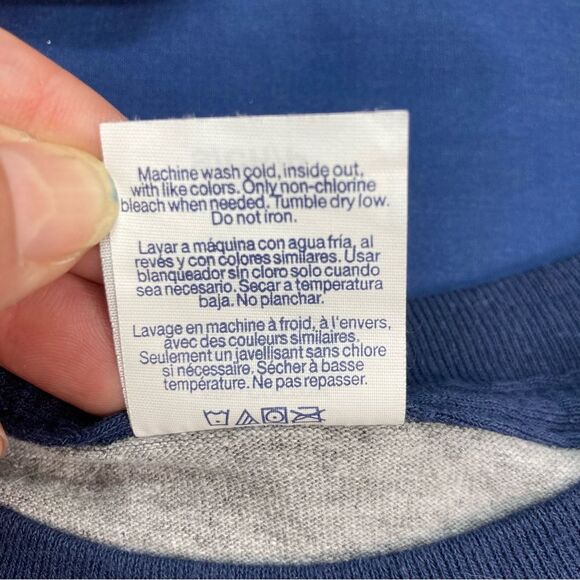 Machine wash cold, inside out,
with like colors. Only non-chlorine
bleach when needed. Tumble dry low.
Do not iron.
Lavar a máquina con agua fría, al
revés y con colores similares. Usar
blanqueador sin cloro solo cuando
sea necesario. Secar a temperatura
baja. No planchar.
Lavage en machine à froid, à l'envers,
avec des couleurs similaires.
Seulement un javellisant sans chlore
si nécessaire. Sécher à basse
température. Ne pas repasser.